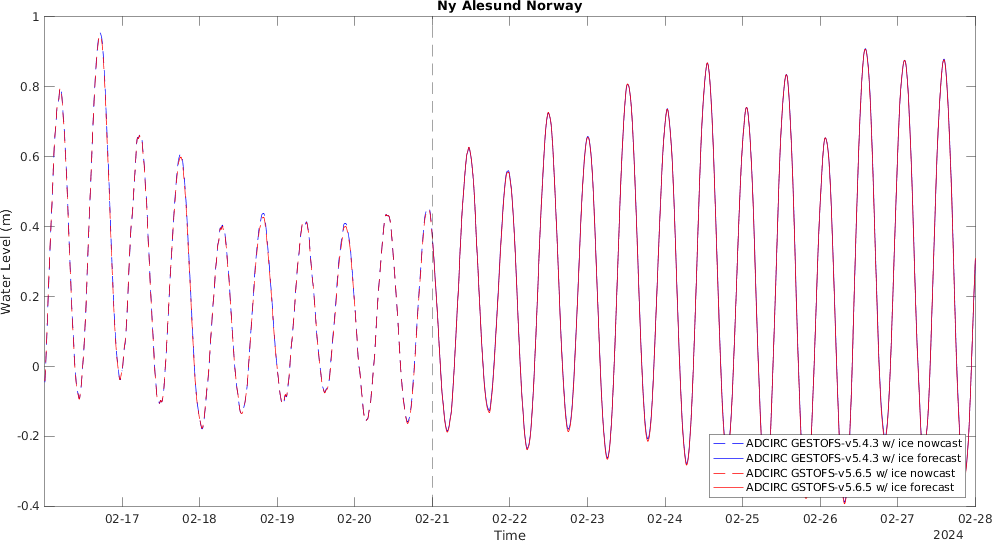 Ny Alesund Norway
1
0.8
0.6
0.4
0.2
0
-0.2
-0.4
Water Level (m)
ADCIRC GESTOFS-v5.4.3 w/ ice nowcast
ADCIRC GESTOFS-v5.4.3 w/ ice forecast
ADCIRC GSTOFS-v5.6.5 w/ ice nowcast
ADCIRC GSTOFS-v5.6.5 w/ ice forecast
02-17 02-18 02-19 02-20 02-21 02-22 02-23 02-24 02-25 02-26 02-27 02-28
Time
2024